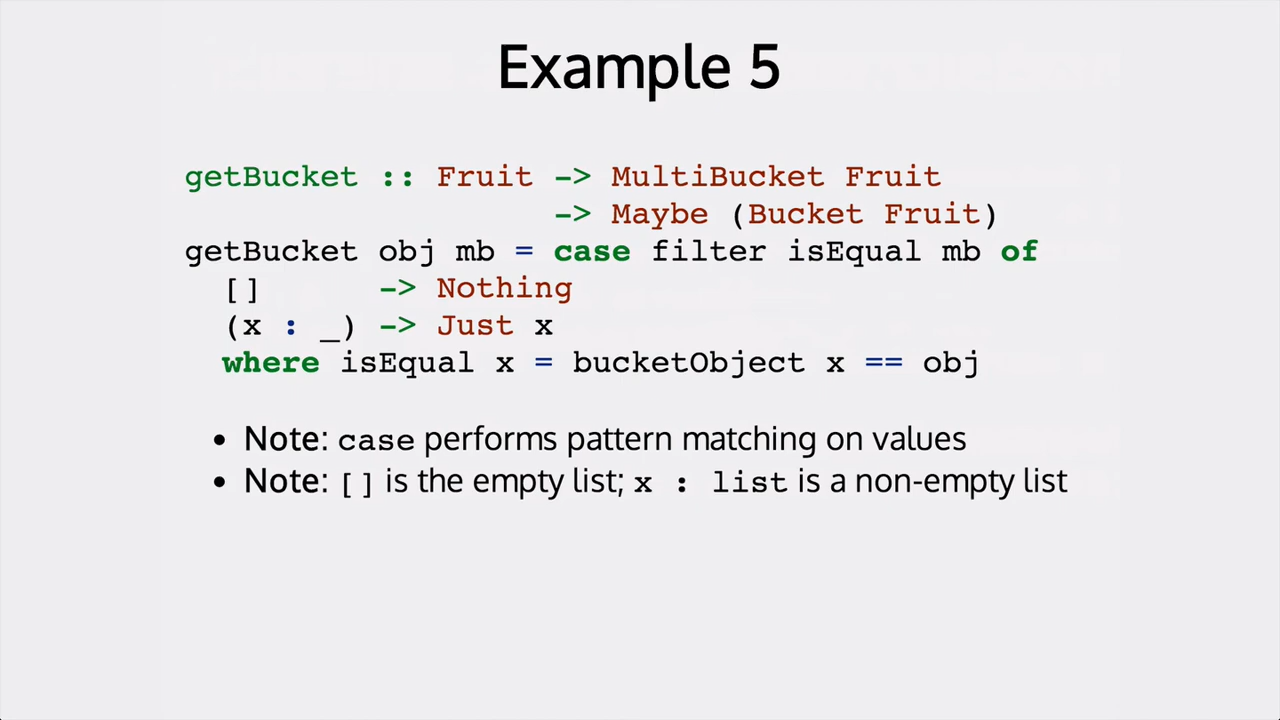 Example 5
getBucket :: Fruit -> MultiBucket Fruit
-> Maybe (Bucket Fruit)
getBucket obj mb = case filter isEqual mb of
[] -> Nothing
(x : _) -> Just x
where isEqual x = bucketObject x == obj
• Note: case performs pattern matching on values
• Note: [] is the empty list; x : list is a non-empty list